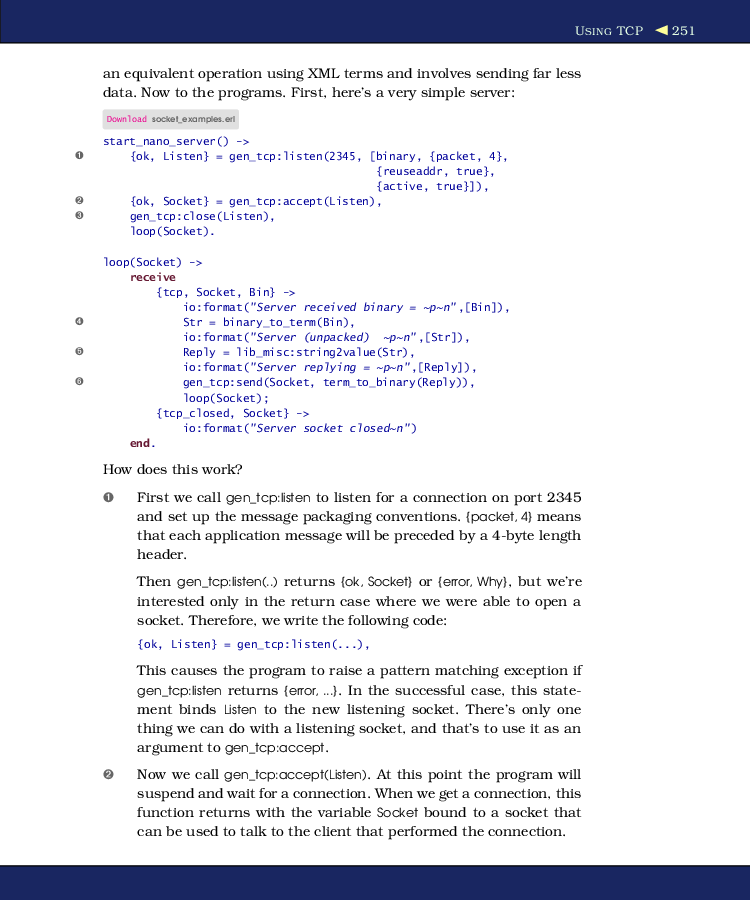 USING TCP ◀ 251
an equivalent operation using XML terms and involves sending far less
data. Now to the programs. First, here's a very simple server:
Download socket_examples.erl
start_nano_server() ->
❶ {ok, Listen} = gen_tcp:listen(2345, [binary, {packet, 4},
{reuseaddr, true},
{active, true}]),
❷ {ok, Socket} = gen_tcp:accept(Listen),
❸ gen_tcp:close(Listen),
loop(Socket).
loop(Socket) ->
receive
{tcp, Socket, Bin} ->
io:format("Server received binary = ~p~n",[Bin]),
❹ Str = binary_to_term(Bin),
io:format("Server (unpacked)  ~p~n",[Str]),
❺ Reply = lib_misc:string2value(Str),
io:format("Server replying = ~p~n",[Reply]),
❻ gen_tcp:send(Socket, term_to_binary(Reply)),
loop(Socket);
{tcp_closed, Socket} ->
io:format("Server socket closed~n")
end.
How does this work?
❶ First we call gen_tcp:listen to listen for a connection on port 2345
and set up the message packaging conventions. {packet, 4} means
that each application message will be preceded by a 4-byte length
header.
Then gen_tcp:listen(..) returns {ok, Socket} or {error, Why}, but we're
interested only in the return case where we were able to open a
socket. Therefore, we write the following code:
{ok, Listen} = gen_tcp:listen(...),
This causes the program to raise a pattern matching exception if
gen_tcp:listen returns {error, ...}. In the successful case, this state-
ment binds Listen to the new listening socket. There's only one
thing we can do with a listening socket, and that's to use it as an
argument to gen_tcp:accept.
❷ Now we call gen_tcp:accept(Listen). At this point the program will
suspend and wait for a connection. When we get a connection, this
function returns with the variable Socket bound to a socket that
can be used to talk to the client that performed the connection.